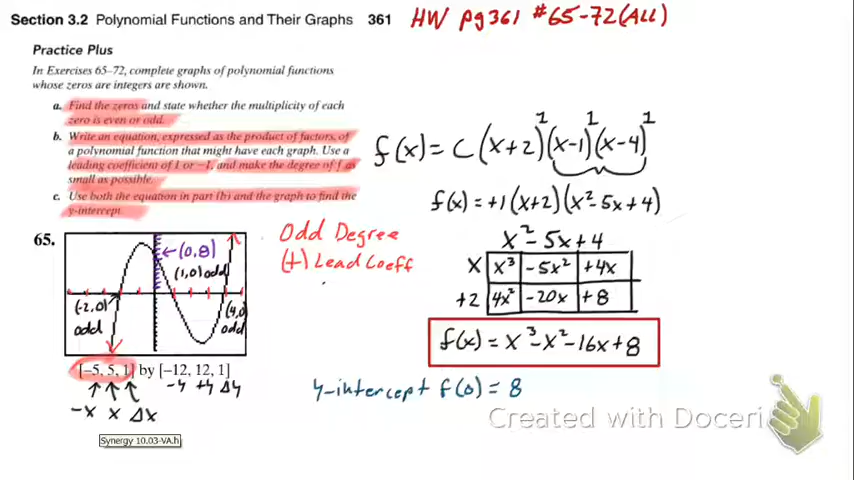 Section 3.2 Polynomial Functions and Their Graphs 361
HW pg361 #65-72(ALL)
Practice Plus
In Exercises 65–72, complete graphs of polynomial functions
whose zeros are integers are shown.
a. Find the zeros and state whether the multiplicity of each
zero is even or odd.
b. Write an equation, expressed as the product of factors, of
a polynomial function that might have each graph. Use a
leading coefficient of 1 or −1, and make the degree of f as
small as possible.
c. Use both the equation in part (b) and the graph to find the
y-intercept.
f(x) = C(x+2)¹(x-1)¹(x-4)¹
f(x) = +1(x+2)(x²-5x+4)
65.
←(0,8)
(1,0) odd
(-2,0)
odd
(4,0)
odd
Odd Degree
(+) Lead Coeff
x²-5x+4
x x³ -5x² +4x
+2 4x² -20x +8
f(x) = x³-x²-16x+8
[−5, 5, 1] by [−12, 12, 1]
-y +y Δy
-x x Δx
y-intercept f(0) = 8
Created with Doceri
Synergy 10.03-VA.h